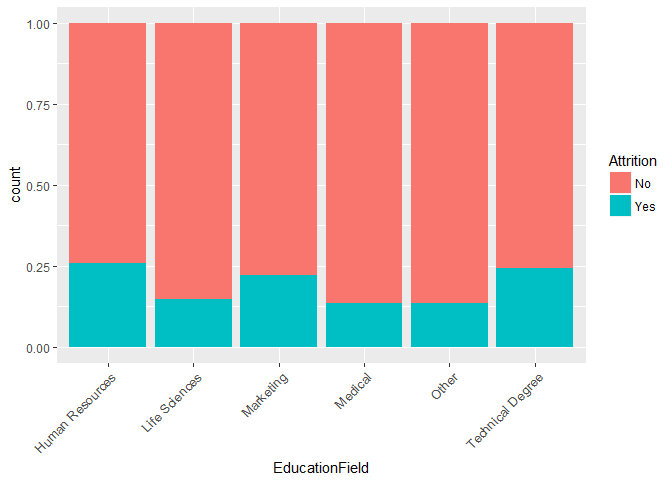 1.00
0.75
0.50
0.25
0.00
count
Human Resources
Life Sciences
Marketing
Medical
Other
Technical Degree
EducationField
Attrition
No
Yes